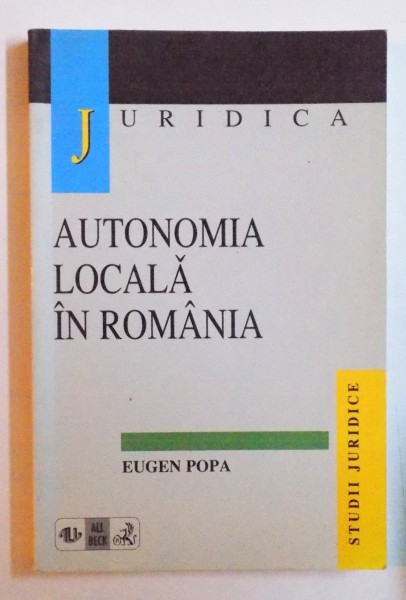 JURIDICA
AUTONOMIA
LOCALĂ
ÎN ROMÂNIA
EUGEN POPA
STUDII JURIDICE
ALL
BECK